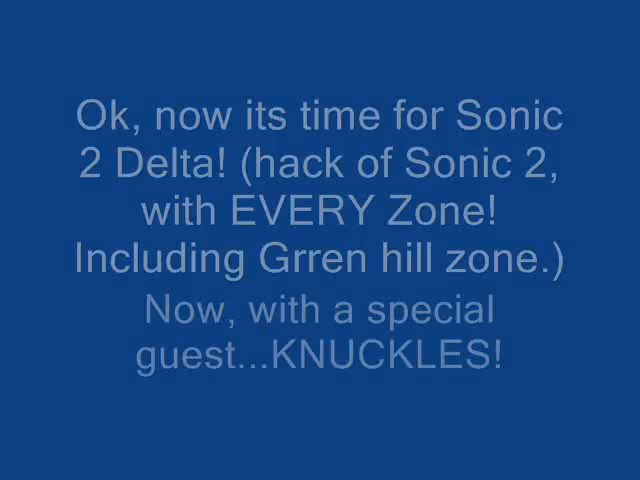 Ok, now its time for Sonic
2 Delta! (hack of Sonic 2,
with EVERY Zone!
Including Grren hill zone.)
Now, with a special
guest...KNUCKLES!